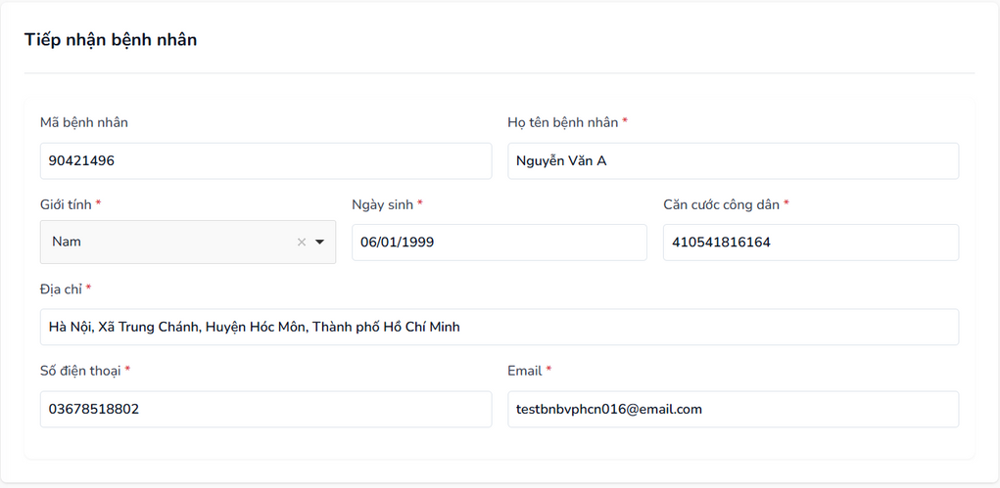 Tiếp nhận bệnh nhân
Mã bệnh nhân
Họ tên bệnh nhân *
90421496
Nguyễn Văn A
Giới tính *
Ngày sinh *
Căn cước công dân *
Nam
06/01/1999
410541816164
Địa chỉ *
Hà Nội, Xã Trung Chánh, Huyện Hóc Môn, Thành phố Hồ Chí Minh
Số điện thoại *
Email *
03678518802
testbnbvphcn016@email.com